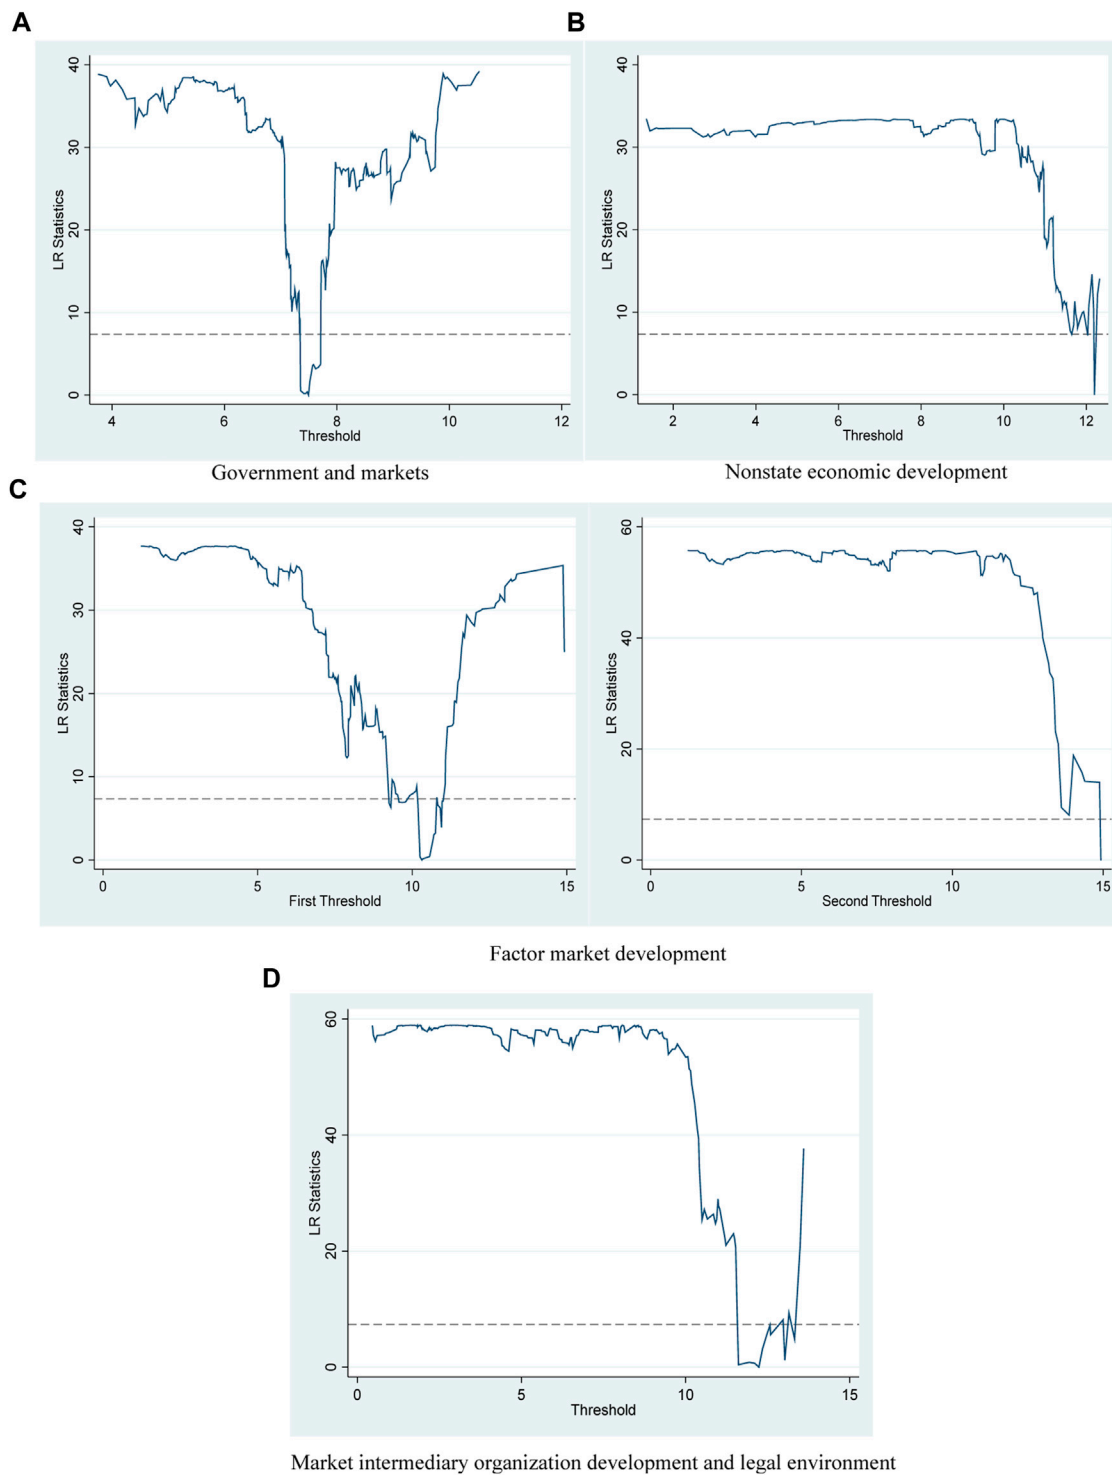 A
B
40
30
20
10
0
LR Statistics
4
6
8
10
12
Threshold
40
30
20
10
0
LR Statistics
2
4
6
8
10
12
Threshold
Government and markets
Nonstate economic development
C
40
30
20
10
0
LR Statistics
0
5
10
15
First Threshold
60
40
20
0
LR Statistics
0
5
10
15
Second Threshold
Factor market development
D
60
40
20
0
LR Statistics
0
5
10
15
Threshold
Market intermediary organization development and legal environment